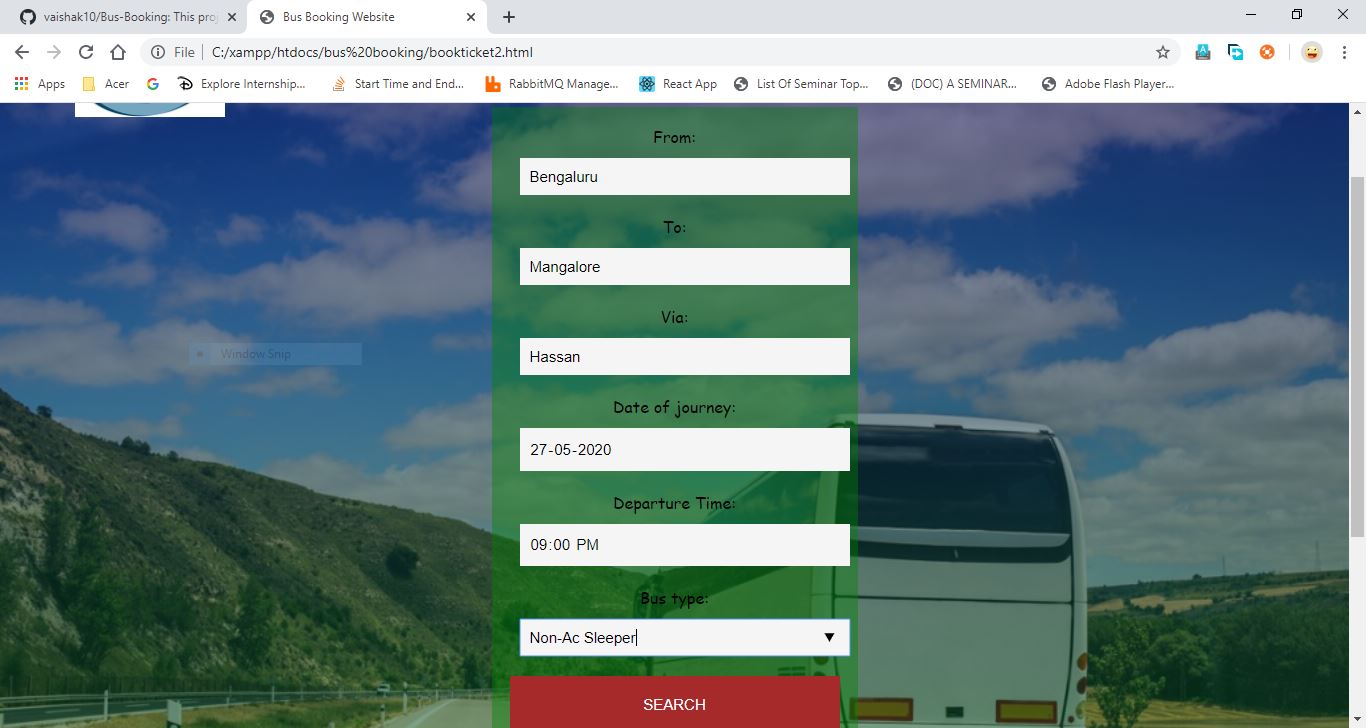 vaishak10/Bus-Booking: This proj
Bus Booking Website
File
C:/xampp/htdocs/bus%20booking/bookticket2.html
Apps
Acer
Explore Internship...
Start Time and End...
RabbitMQ Manage...
React App
List Of Seminar Top...
(DOC) A SEMINAR...
Adobe Flash Player...
From:
Bengaluru
To:
Mangalore
Via:
Hassan
Window Snip
Date of journey:
27-05-2020
Departure Time:
09:00 PM
Bus type:
Non-Ac Sleeper
SEARCH